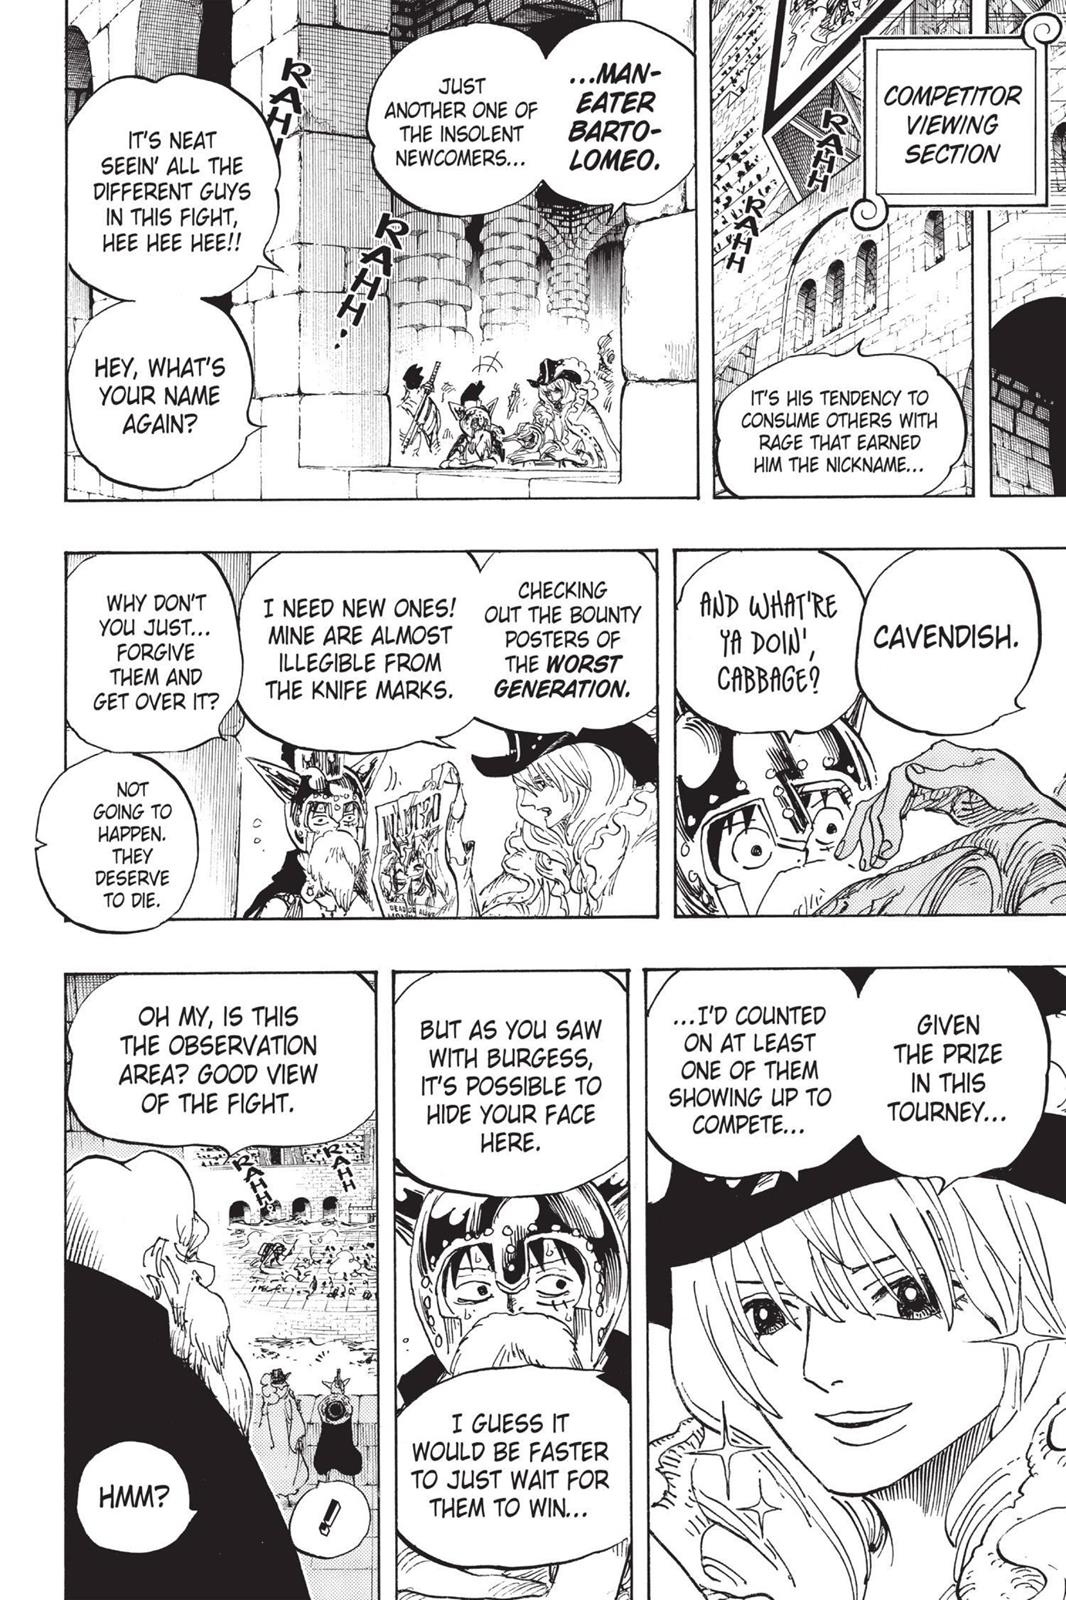 COMPETITOR
VIEWING
SECTION
RAHH
RAHH
IT'S HIS TENDENCY TO
CONSUME OTHERS WITH
RAGE THAT EARNED
HIM THE NICKNAME...
...MAN-
EATER
BARTO-
LOMEO.
JUST
ANOTHER ONE OF
THE INSOLENT
NEWCOMERS...
RAHH
RAHH!
IT'S NEAT
SEEIN' ALL THE
DIFFERENT GUYS
IN THIS FIGHT,
HEE HEE HEE!!
HEY, WHAT'S
YOUR NAME
AGAIN?
CAVENDISH.
AND WHAT'RE
YA DOIN',
CABBAGE?
CHECKING
OUT THE BOUNTY
POSTERS OF
THE WORST
GENERATION.
I NEED NEW ONES!
MINE ARE ALMOST
ILLEGIBLE FROM
THE KNIFE MARKS.
DEAD OR ALIVE
WHY DON'T
YOU JUST...
FORGIVE
THEM AND
GET OVER IT?
NOT
GOING TO
HAPPEN.
THEY
DESERVE
TO DIE.
GIVEN
THE PRIZE
IN THIS
TOURNEY...
...I'D COUNTED
ON AT LEAST
ONE OF THEM
SHOWING UP TO
COMPETE...
BUT AS YOU SAW
WITH BURGESS,
IT'S POSSIBLE TO
HIDE YOUR FACE
HERE.
I GUESS IT
WOULD BE FASTER
TO JUST WAIT FOR
THEM TO WIN...
OH MY, IS THIS
THE OBSERVATION
AREA? GOOD VIEW
OF THE FIGHT.
RAHH
RAHH!
!
HMM?